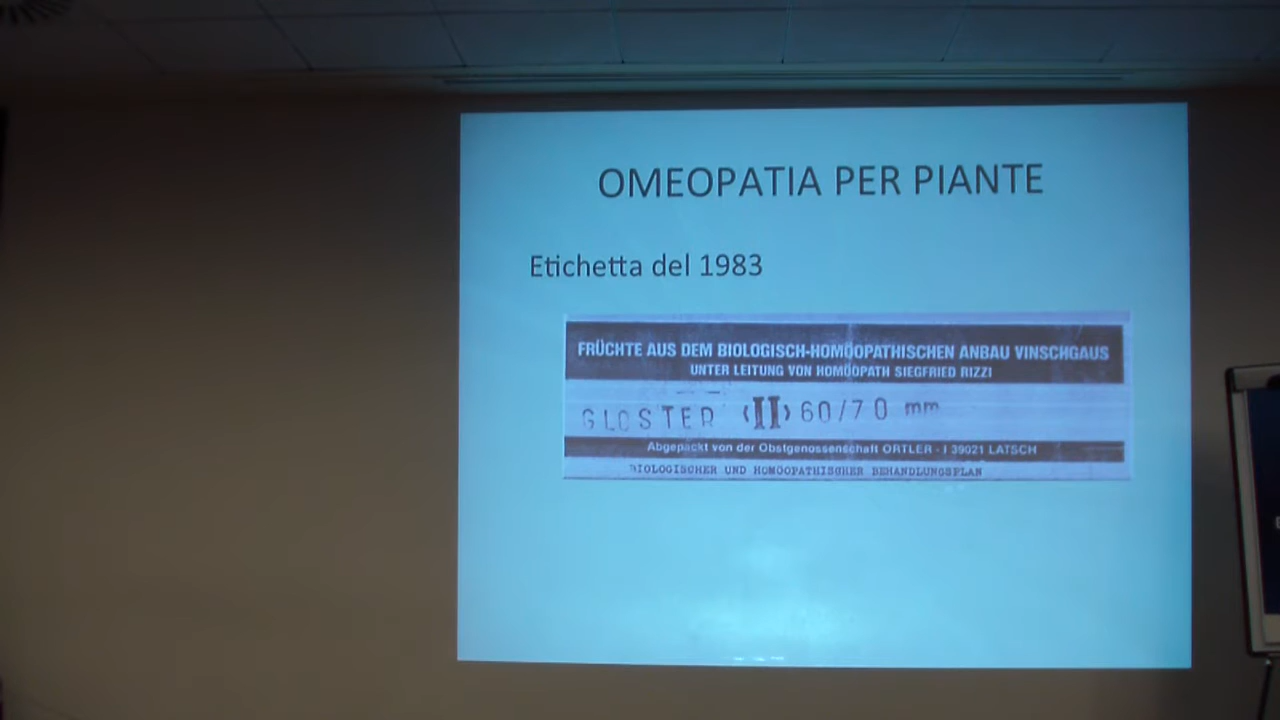 OMEOPATIA PER PIANTE
Etichetta del 1983
FRÜCHTE AUS DEM BIOLOGISCH-HOMÖOPATHISCHEN ANBAU VINSCHGAUS
UNTER LEITUNG VON HOMÖOPATH SIEGFRIED RIZZI
GLOSTER ‹II› 60/70 mm
Abgepackt von der Obstgenossenschaft ORTLER - I 39021 LATSCH
BIOLOGISCHER UND HOMÖOPATHISCHER BEHANDLUNGSPLAN